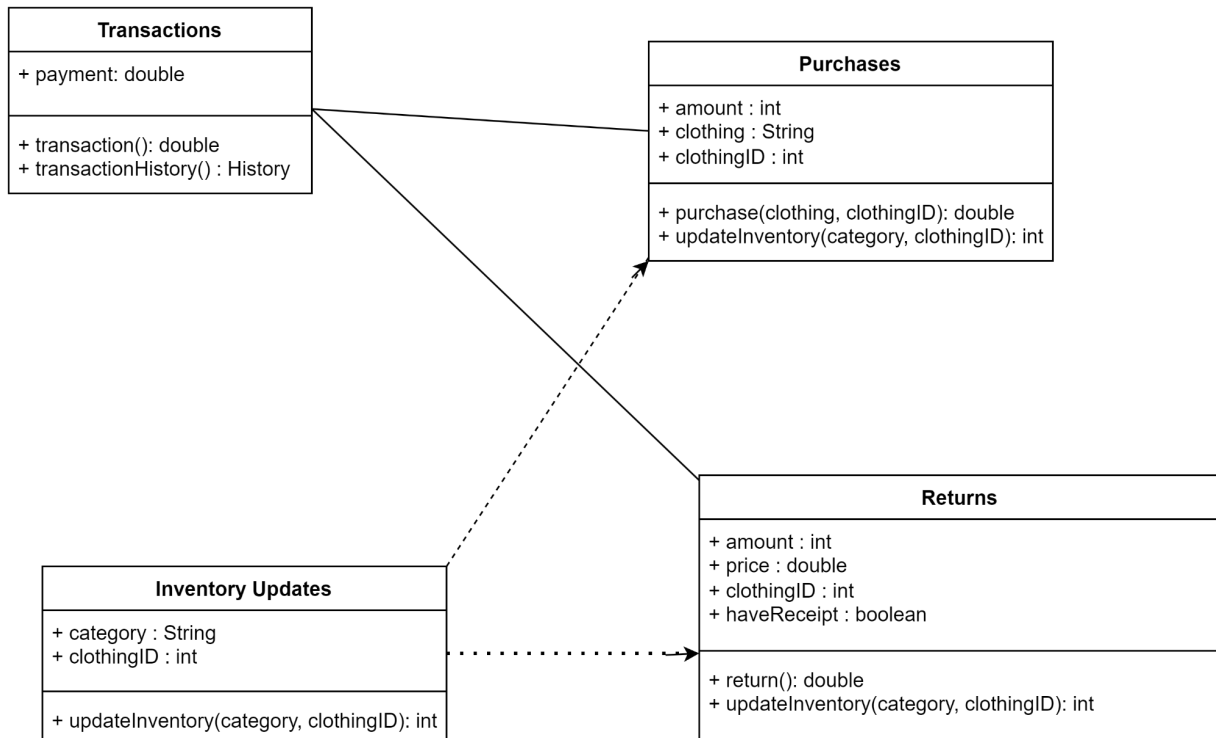 Transactions
+ payment: double
+ transaction(): double
+ transactionHistory() : History
Purchases
+ amount : int
+ clothing : String
+ clothingID : int
+ purchase(clothing, clothingID): double
+ updateInventory(category, clothingID): int
Inventory Updates
+ category : String
+ clothingID : int
+ updateInventory(category, clothingID): int
Returns
+ amount : int
+ price : double
+ clothingID : int
+ haveReceipt : boolean
+ return(): double
+ updateInventory(category, clothingID): int